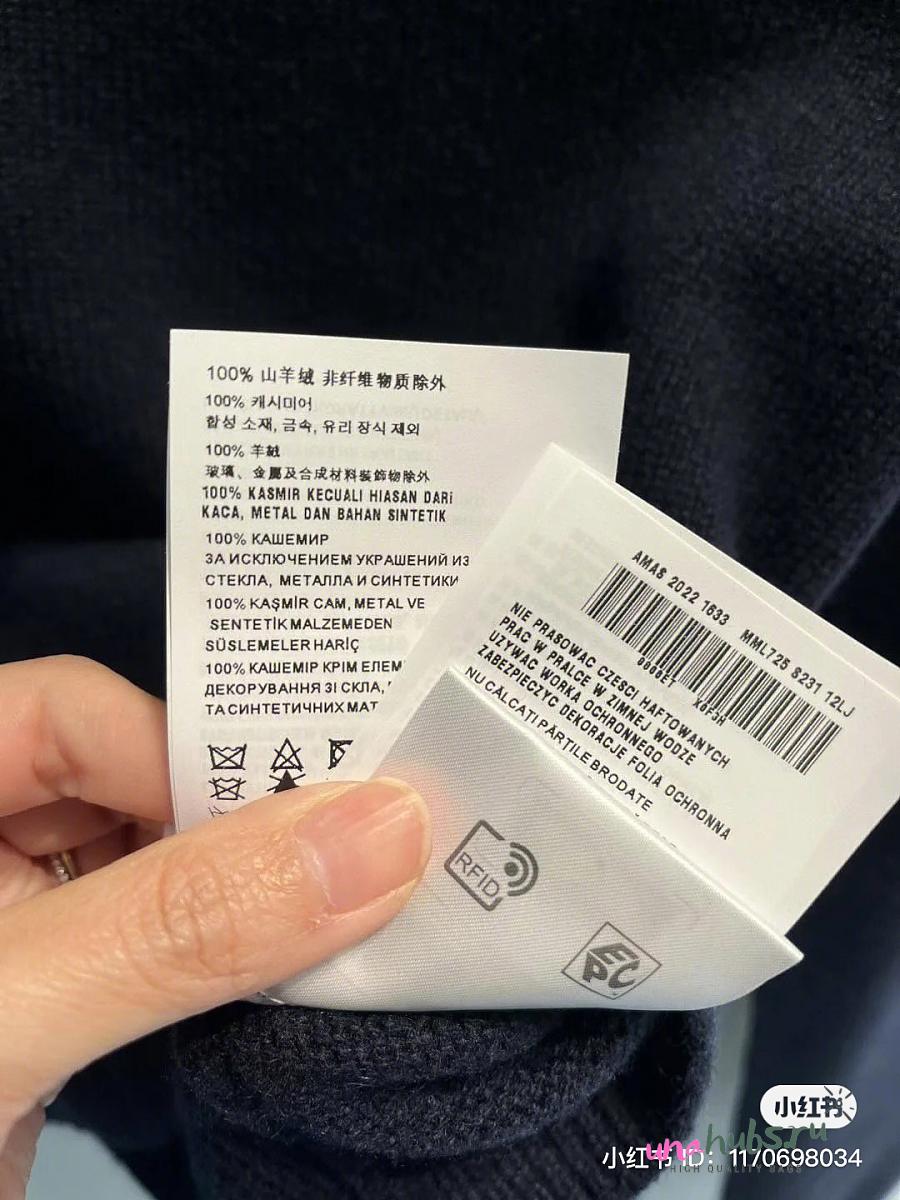 100% 山羊绒 非纤维物质除外
100% 캐시미어
합성 소재, 금속, 유리 장식 제외
100% 羊絨
玻璃、金屬及合成材料裝飾物除外
100% KASMIR KECUALI HIASAN DARI
KACA, METAL DAN BAHAN SINTETIK
100% КАШЕМИР
ЗА ИСКЛЮЧЕНИЕМ УКРАШЕНИЙ ИЗ
СТЕКЛА, МЕТАЛЛА И СИНТЕТИКИ
100% KAŞMİR CAM, METAL VE
SENTETİK MALZEMEDEN
SÜSLEMELER HARİÇ
100% КАШЕМІР КРІМ ЕЛЕМ
ДЕКОРУВАННЯ ЗІ СКЛА,
ТА СИНТЕТИЧНИХ МАТ
AMAS 2022 1633 MML725 8231 12LJ
NIE PRASOWAC CZESCI HAFTOWANYCH
PRAC W PRALCE W ZIMNEJ WODZE
UZYWAC WORKA OCHRONNEGO
ZABEZPIECZYC DEKORACJE FOLIA OCHRONNA
NU CĂLCAȚI PĂRȚILE BRODATE
RFID
EPC
小红书
小红书 ID: 1170698034
unahubs.ru
HIGH QUALITY BAGS